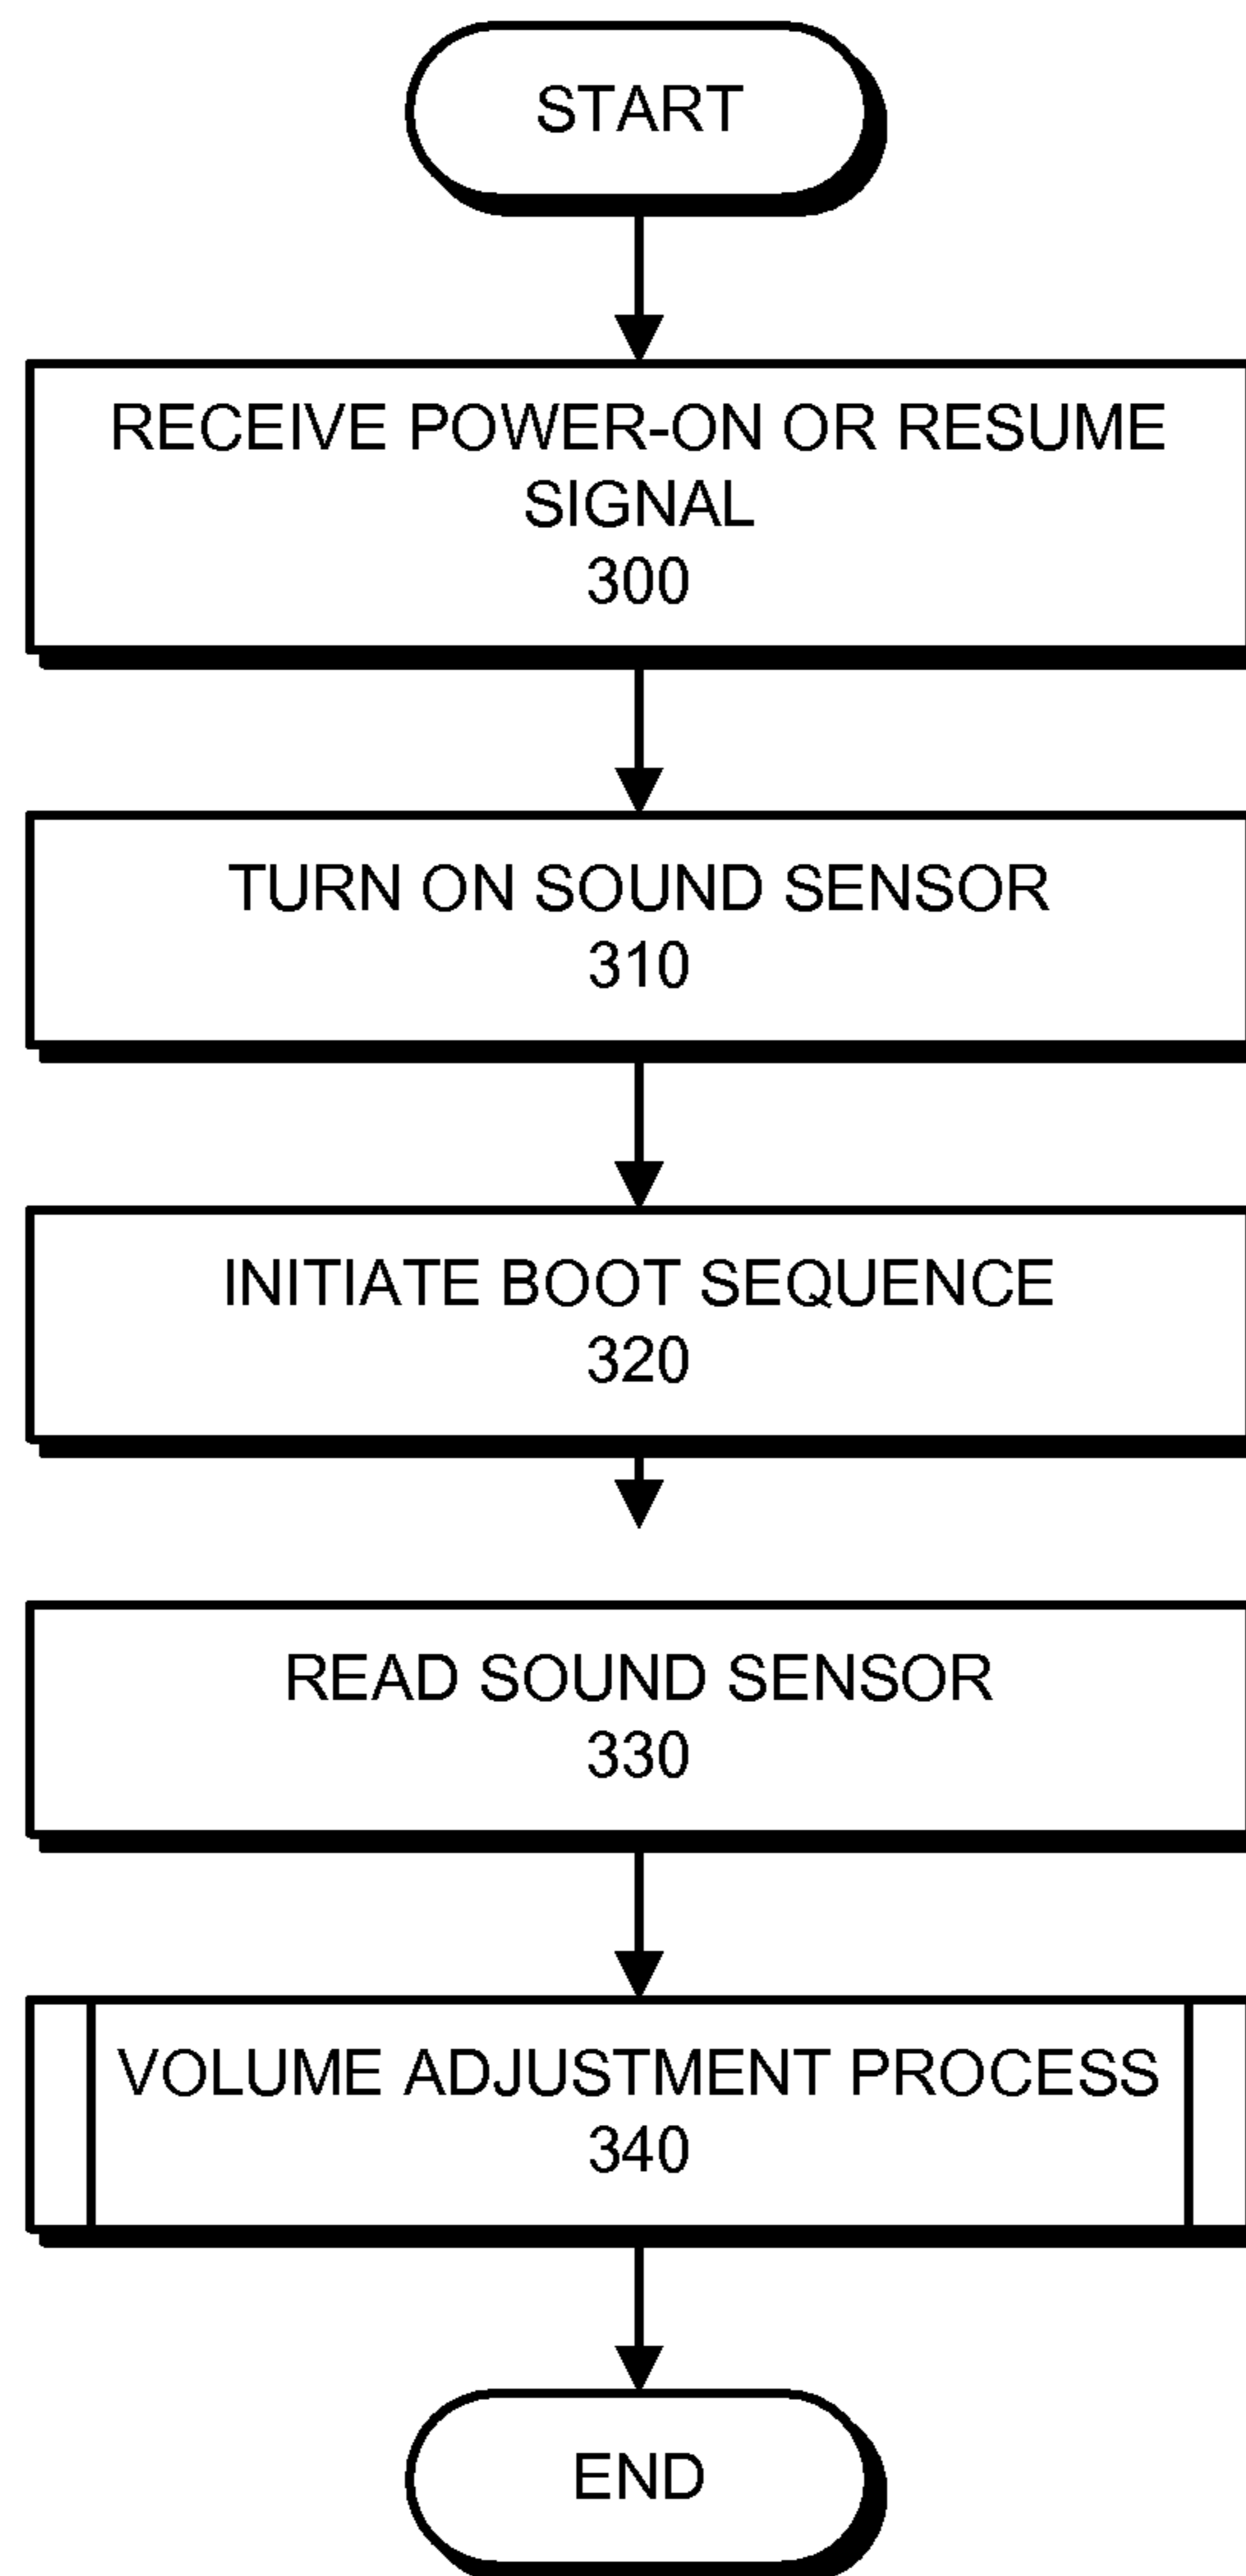 START
RECEIVE POWER-ON OR RESUME
SIGNAL
300
TURN ON SOUND SENSOR
310
INITIATE BOOT SEQUENCE
320
READ SOUND SENSOR
330
VOLUME ADJUSTMENT PROCESS
340
END